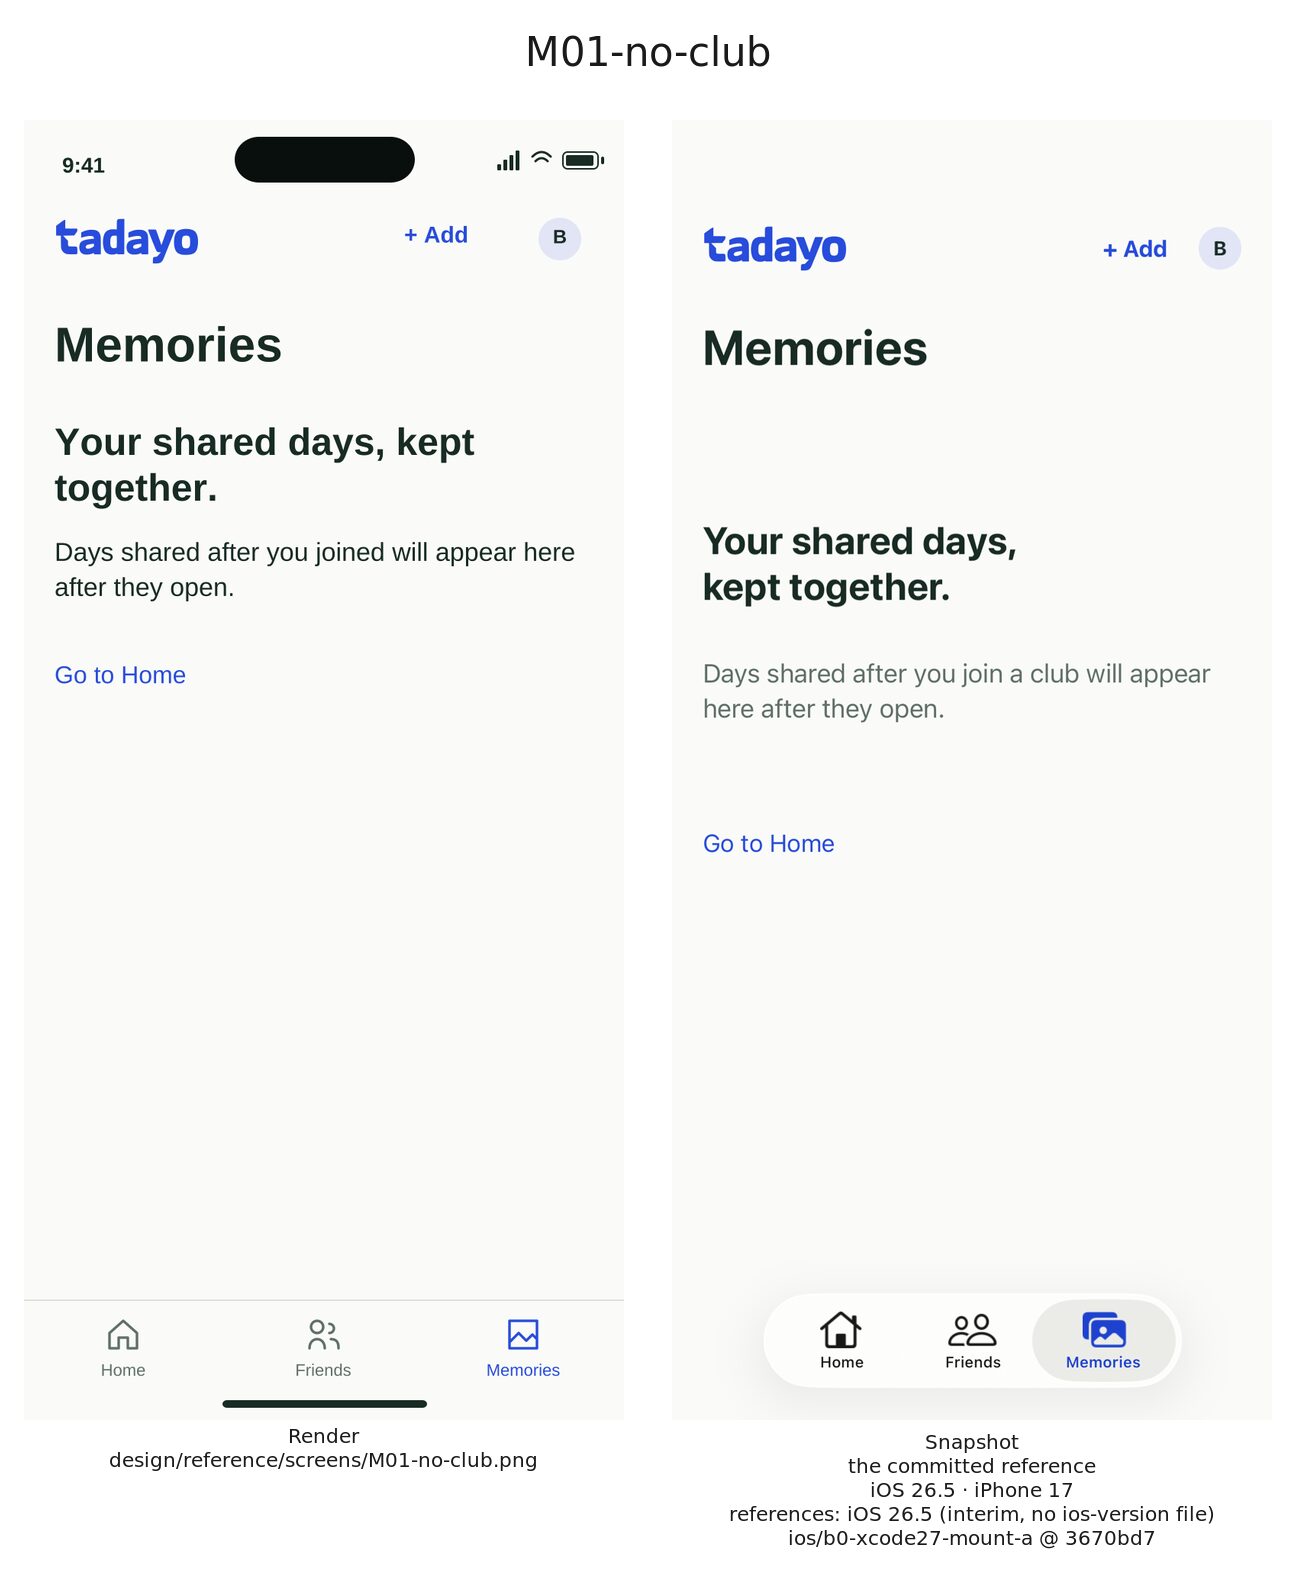 M01-no-club
9:41
tadayo
+ Add
B
Memories
Your shared days, kept
together.
Days shared after you joined will appear here
after they open.
Go to Home
Home
Friends
Memories
Render
design/reference/screens/M01-no-club.png
tadayo
+ Add
B
Memories
Your shared days,
kept together.
Days shared after you join a club will appear
here after they open.
Go to Home
Home
Friends
Memories
Snapshot
the committed reference
iOS 26.5 · iPhone 17
references: iOS 26.5 (interim, no ios-version file)
ios/b0-xcode27-mount-a @ 3670bd7